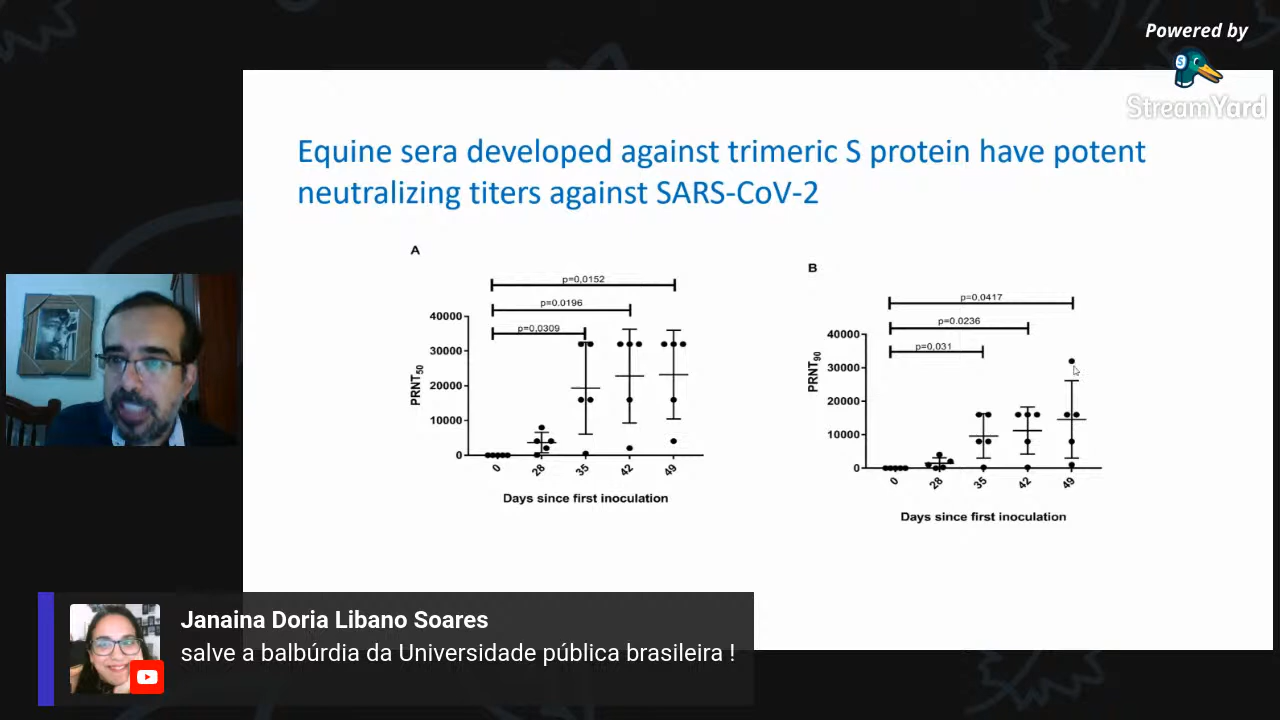 Powered by
StreamYard
Equine sera developed against trimeric S protein have potent
neutralizing titers against SARS-CoV-2
A
p=0,0152
p=0.0196
p=0,0309
40000
30000
20000
10000
0
PRNT50
0
28
35
42
49
Days since first inoculation
B
p=0.0417
p=0.0236
p=0,031
40000
30000
20000
10000
0
PRNT90
0
28
35
42
49
Days since first inoculation
Janaina Doria Libano Soares
salve a balbúrdia da Universidade pública brasileira !